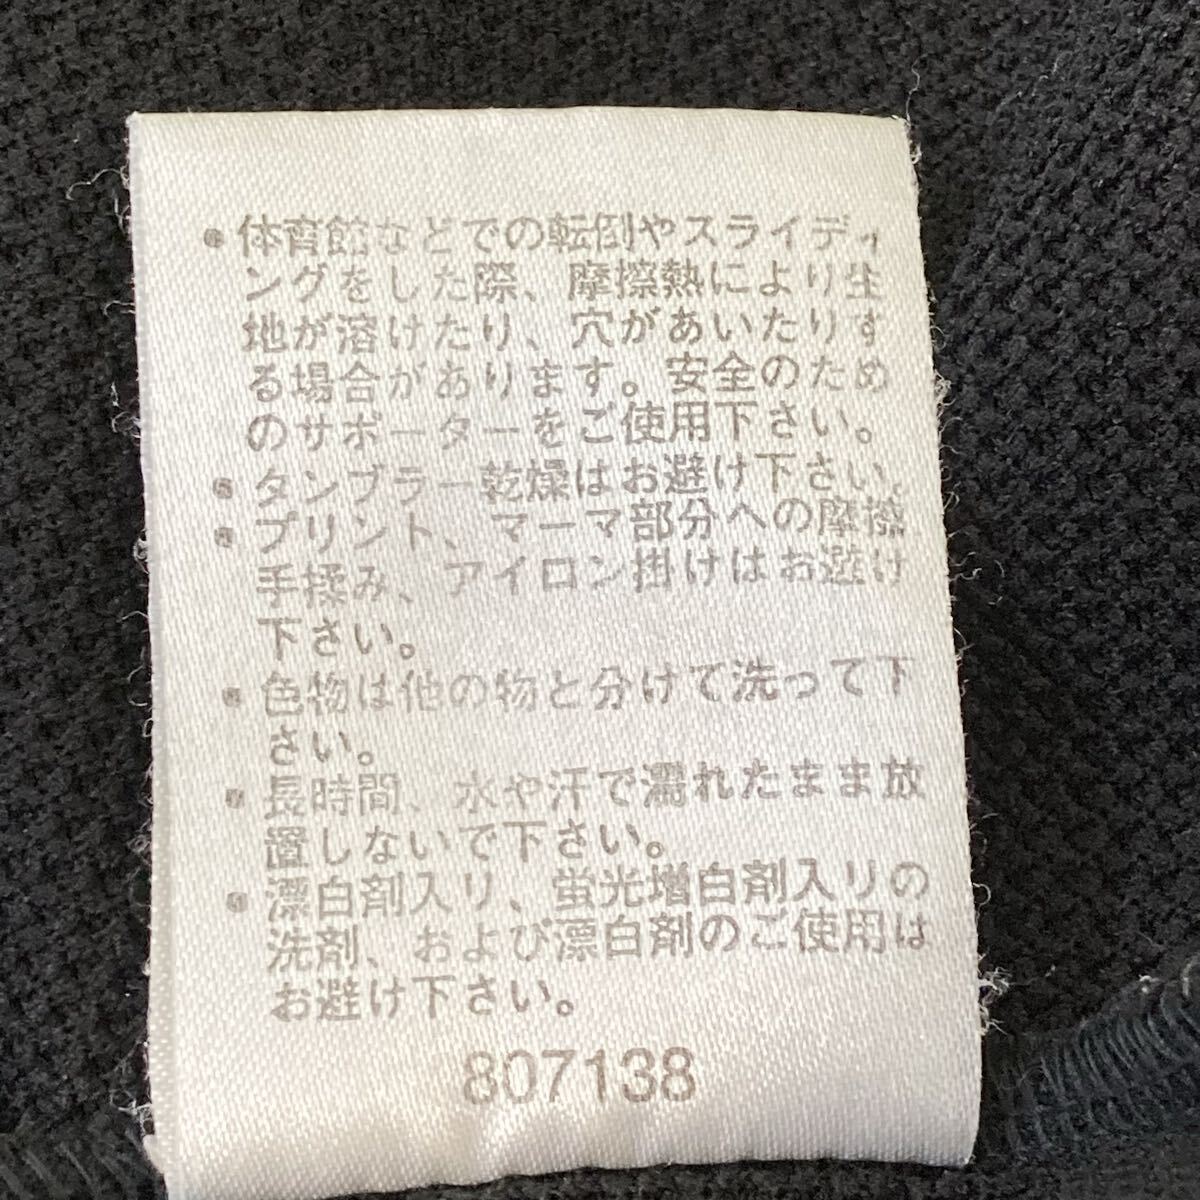 ・体育館などでの転倒やスライディ
ングをした際、摩擦熱により生
地が溶けたり、穴があいたりす
る場合があります。安全のため
のサポーターをご使用下さい。
・タンブラー乾燥はお避け下さい。
・プリント、マーマ部分への摩擦
手揉み、アイロン掛けはお避け
下さい。
・色物は他の物と分けて洗って下
さい。
・長時間、水や汗で濡れたまま放
置しないで下さい。
・漂白剤入リ、蛍光増白剤入リの
洗剤、および漂白剤のご使用は
お避け下さい。
807138